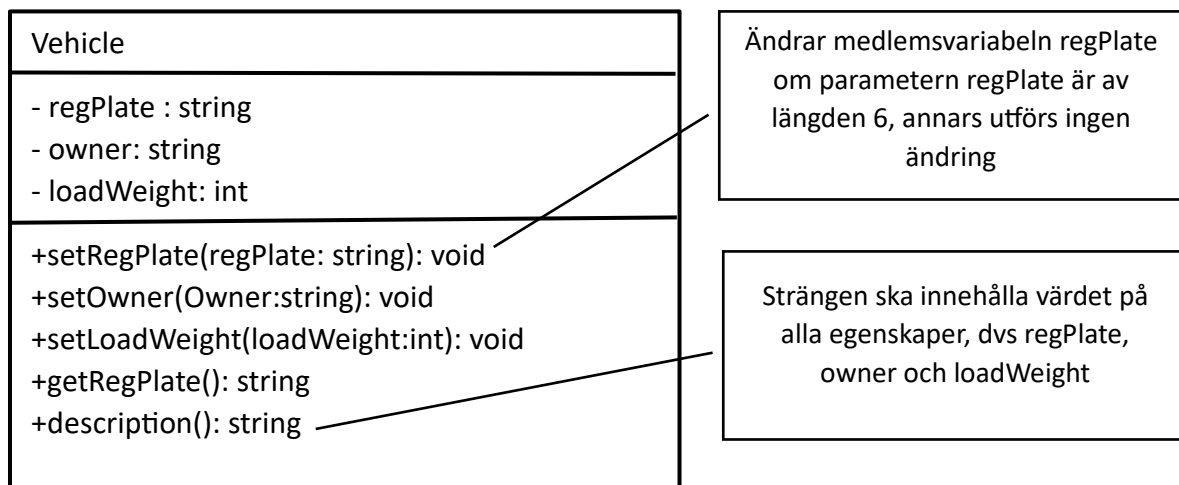 Vehicle
- regPlate : string
- owner: string
- loadWeight: int
+setRegPlate(regPlate: string): void
+setOwner(Owner:string): void
+setLoadWeight(loadWeight:int): void
+getRegPlate(): string
+description(): string
Ändrar medlemsvariabeln regPlate
om parametern regPlate är av
längden 6, annars utförs ingen
ändring
Strängen ska innehålla värdet på
alla egenskaper, dvs regPlate,
owner och loadWeight